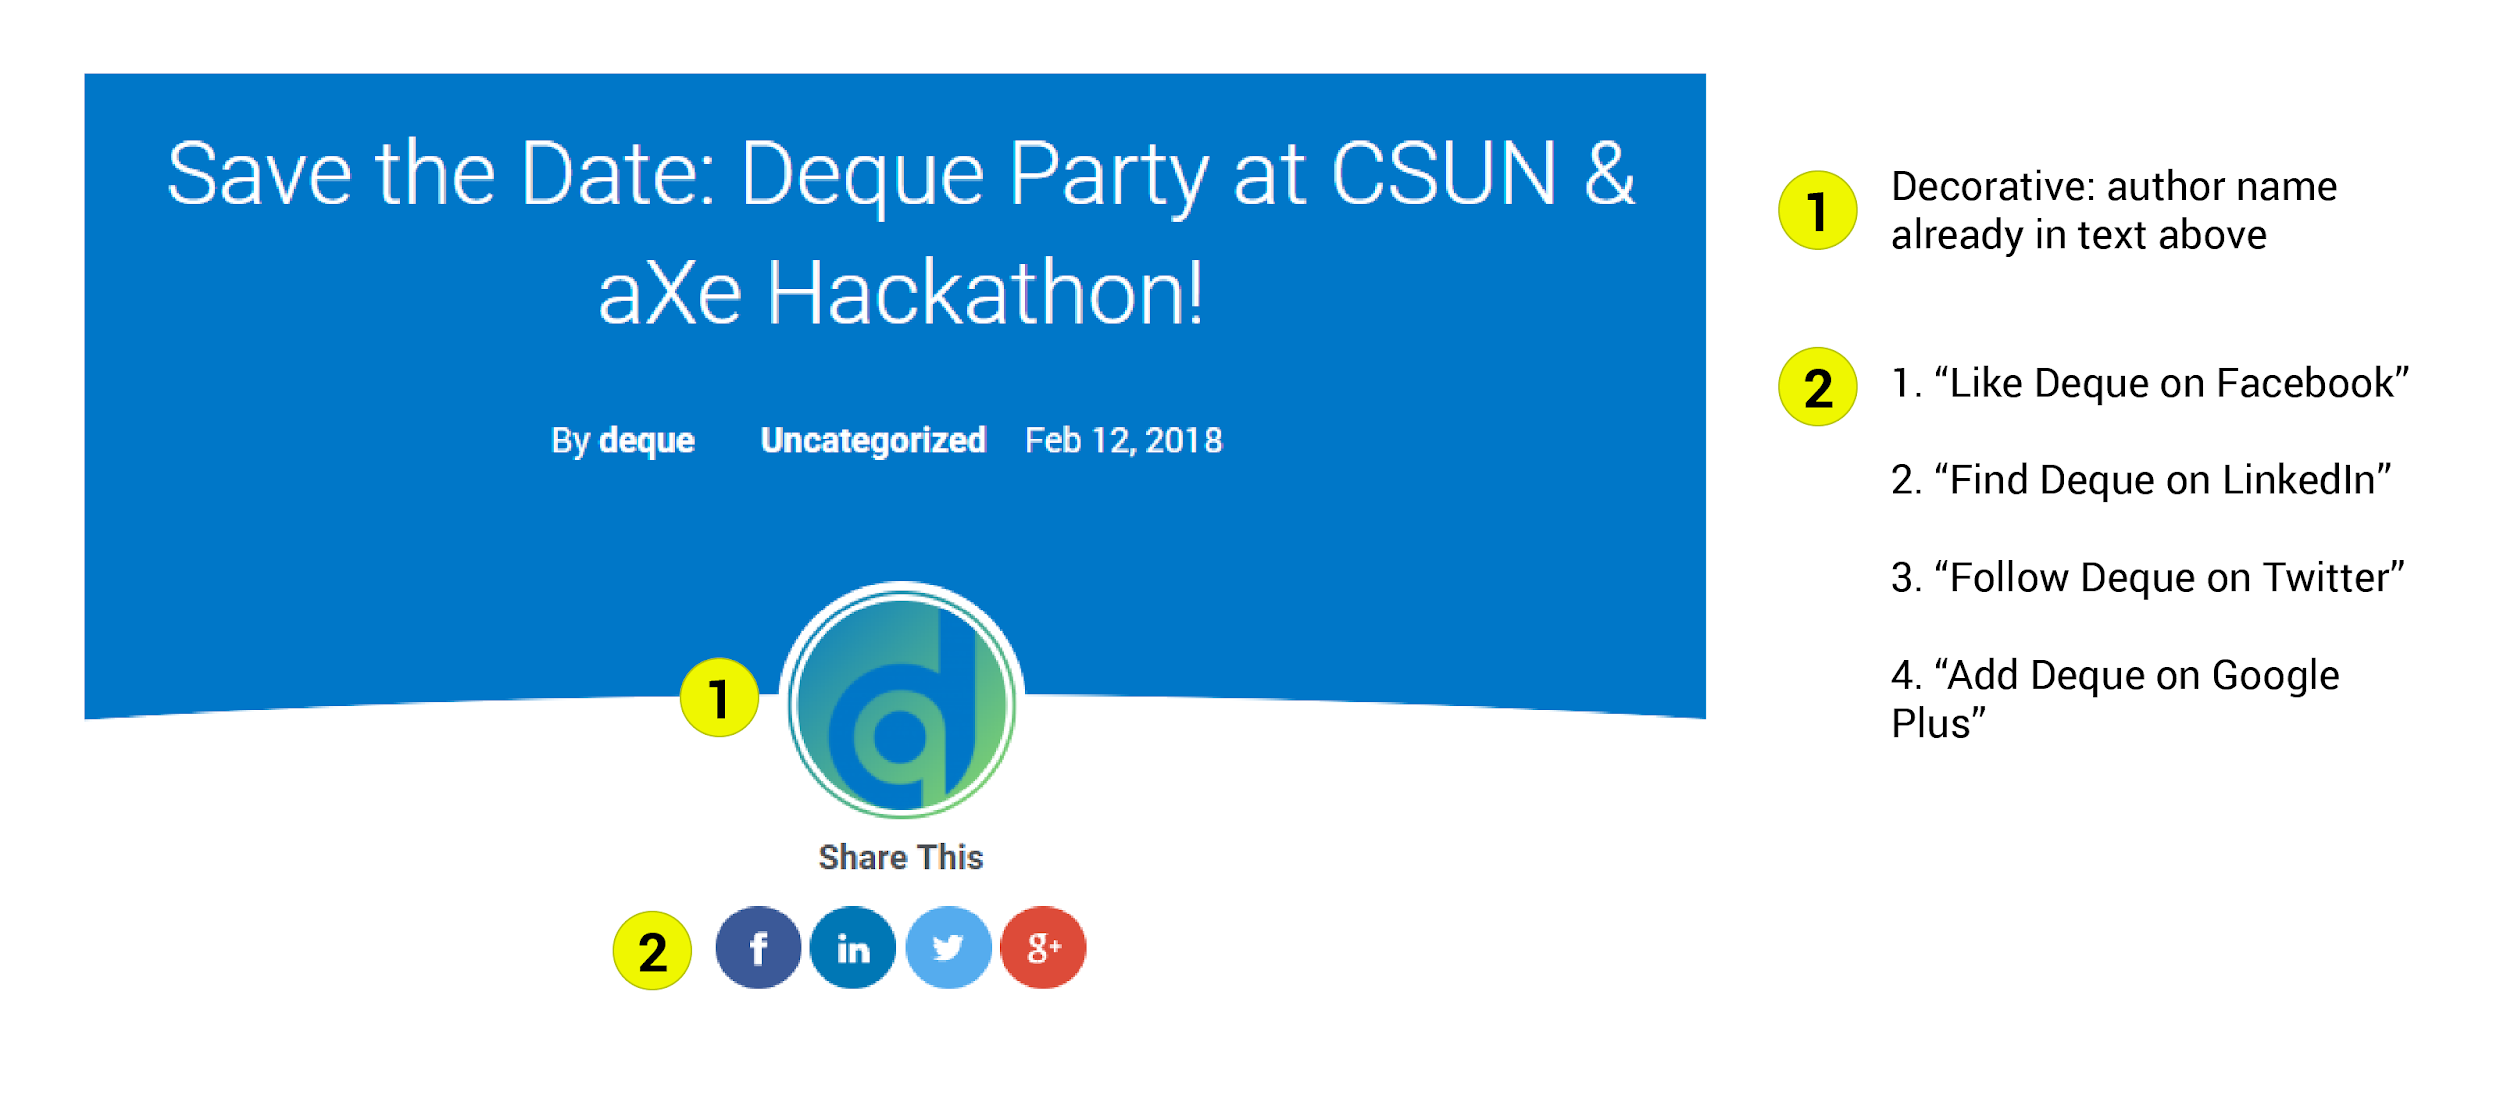 Save the Date: Deque Party at CSUN &
aXe Hackathon!
By deque Uncategorized Feb 12, 2018
1
Share This
2 f in g+
1 Decorative: author name
already in text above
2 1. “Like Deque on Facebook”
2. “Find Deque on LinkedIn”
3. “Follow Deque on Twitter”
4. “Add Deque on Google
Plus”